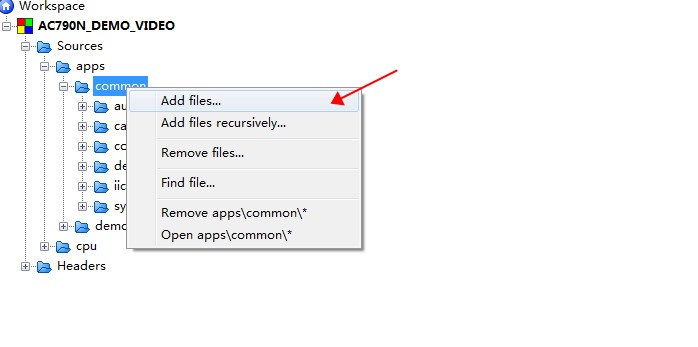 Workspace
AC790N_DEMO_VIDEO
Sources
apps
common
Add files...
au
ca
Add files recursively...
co
Remove files...
de
iic
Find file...
sy
Remove apps\common\*
demo
Open apps\common\*
cpu
Headers